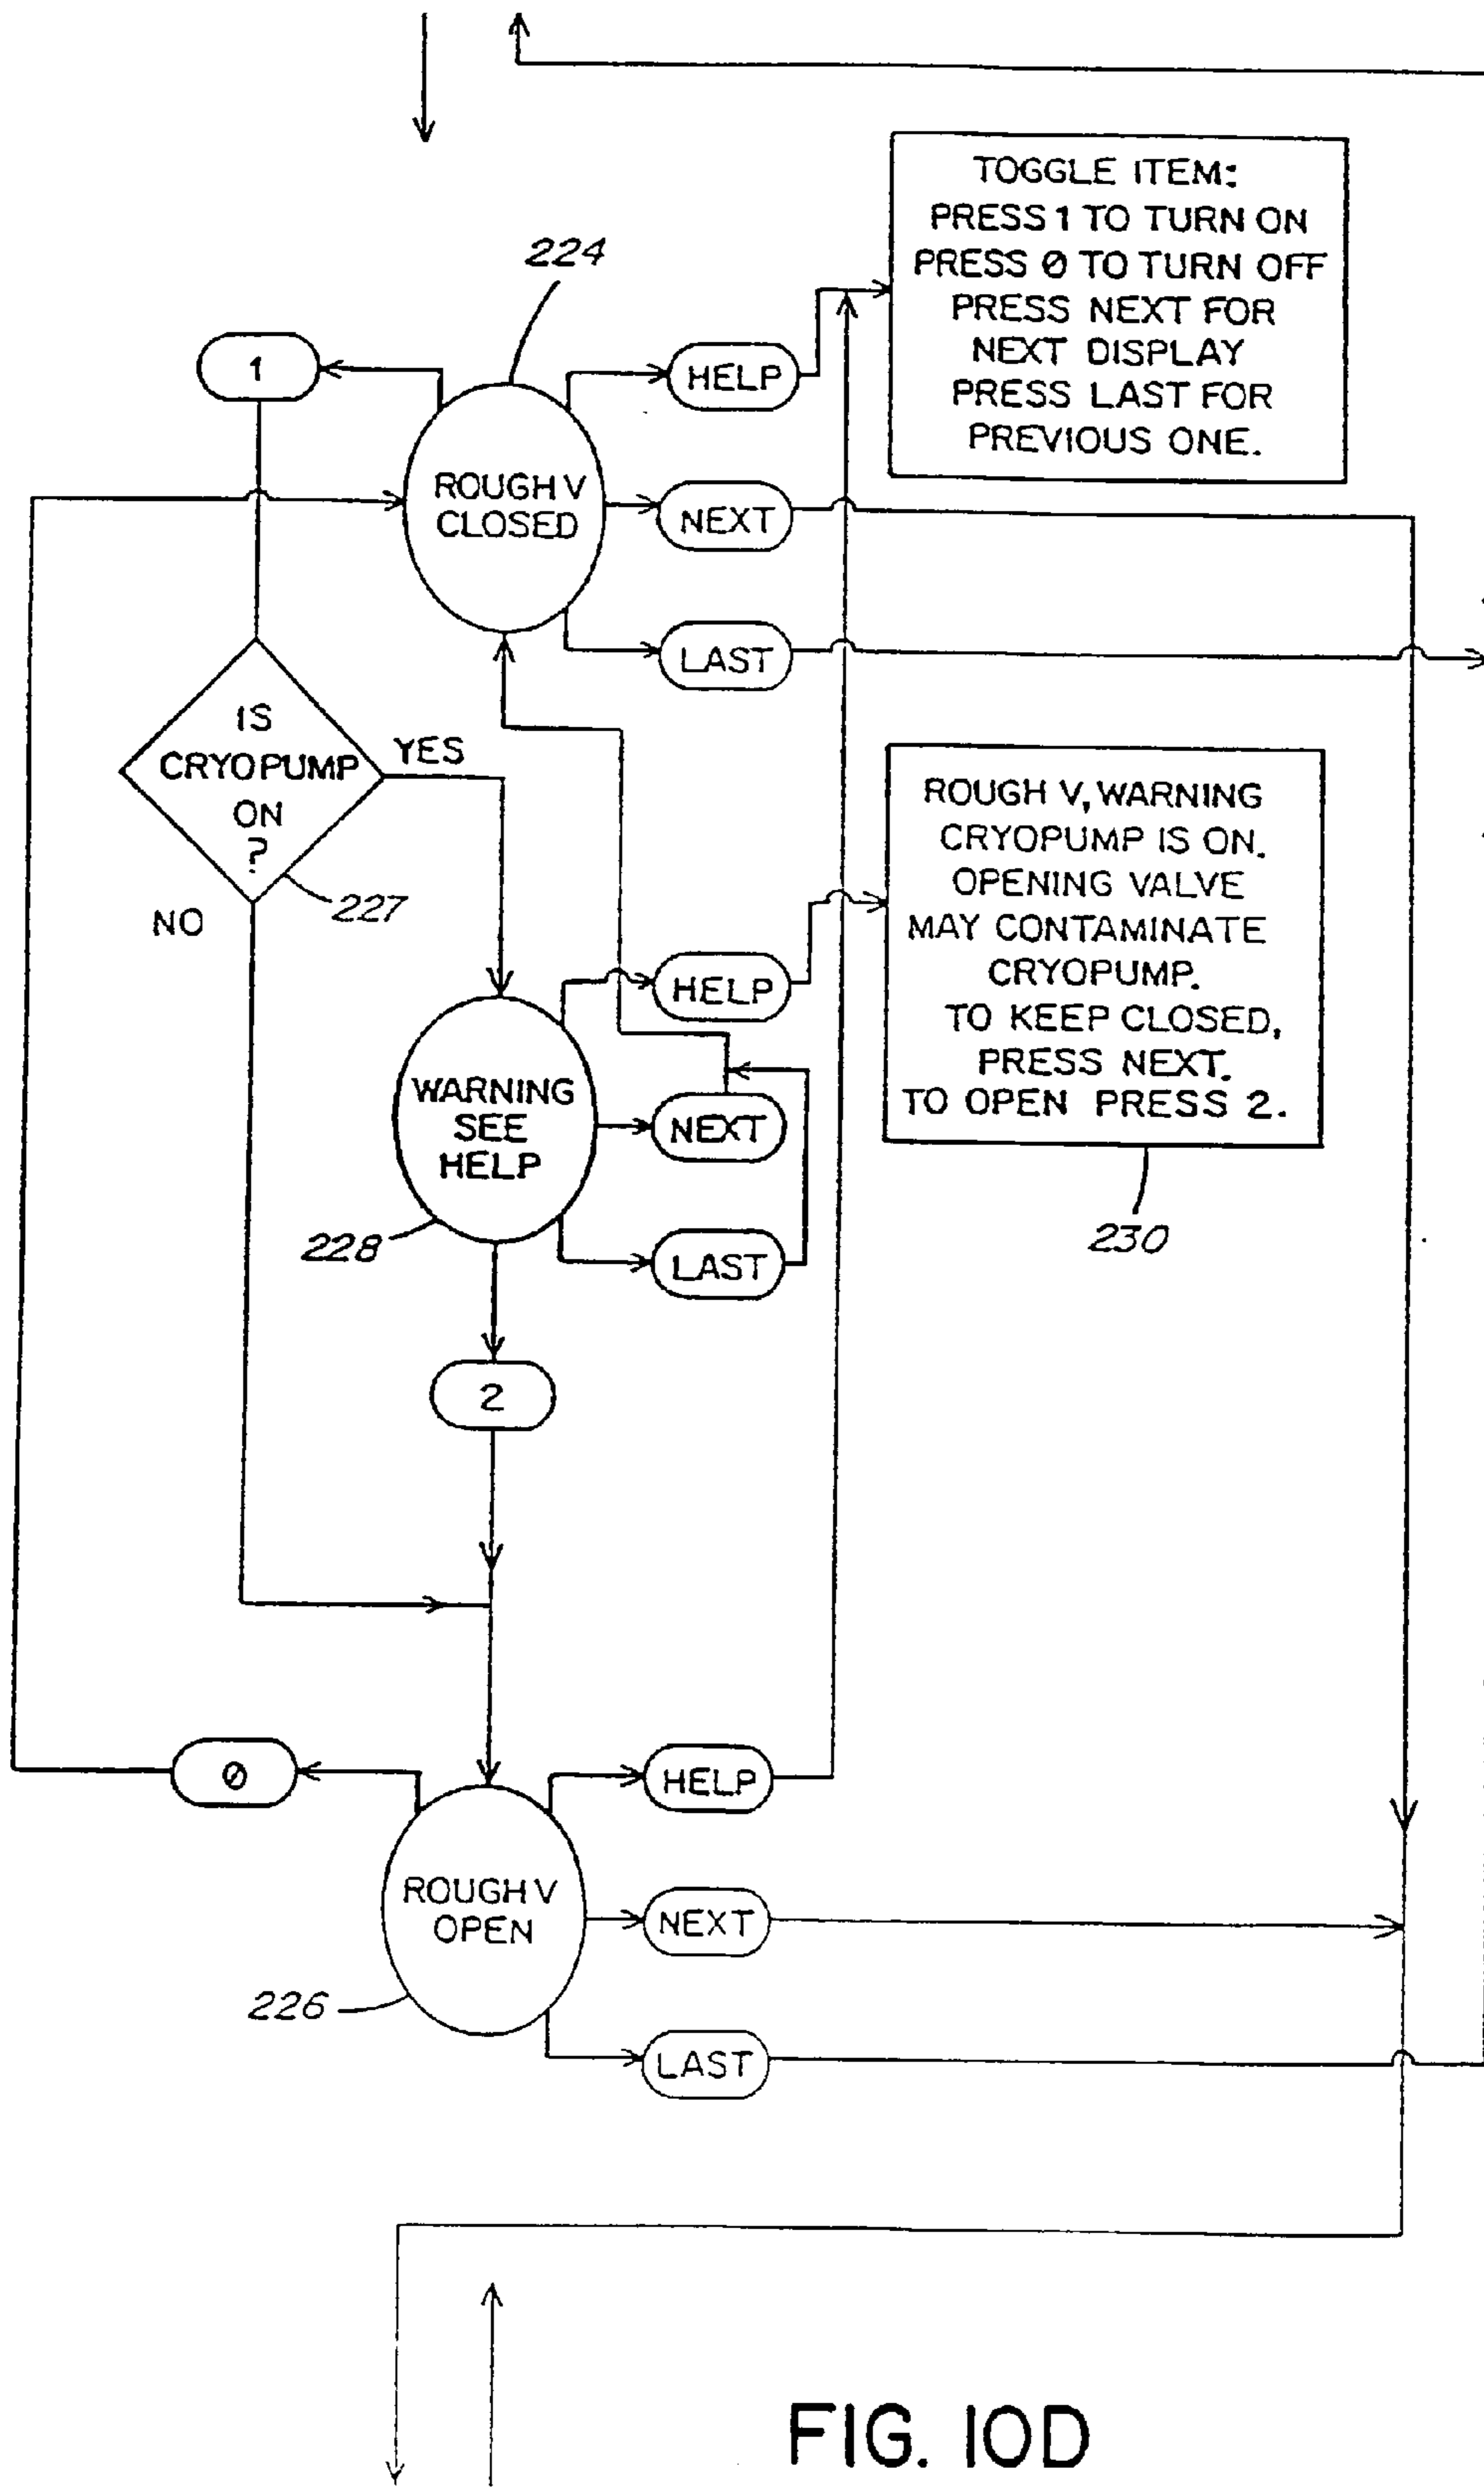 TOGGLE ITEM:
PRESS 1 TO TURN ON
PRESS Ø TO TURN OFF
PRESS NEXT FOR
NEXT DISPLAY
PRESS LAST FOR
PREVIOUS ONE.
224
1
HELP
ROUGH V
CLOSED
NEXT
LAST
IS
CRYOPUMP
ON
?
YES
NO
227
ROUGH V, WARNING
CRYOPUMP IS ON.
OPENING VALVE
MAY CONTAMINATE
CRYOPUMP.
TO KEEP CLOSED,
PRESS NEXT.
TO OPEN PRESS 2.
230
HELP
WARNING
SEE
HELP
NEXT
228
LAST
2
Ø
HELP
ROUGH V
OPEN
NEXT
226
LAST
FIG. 10D